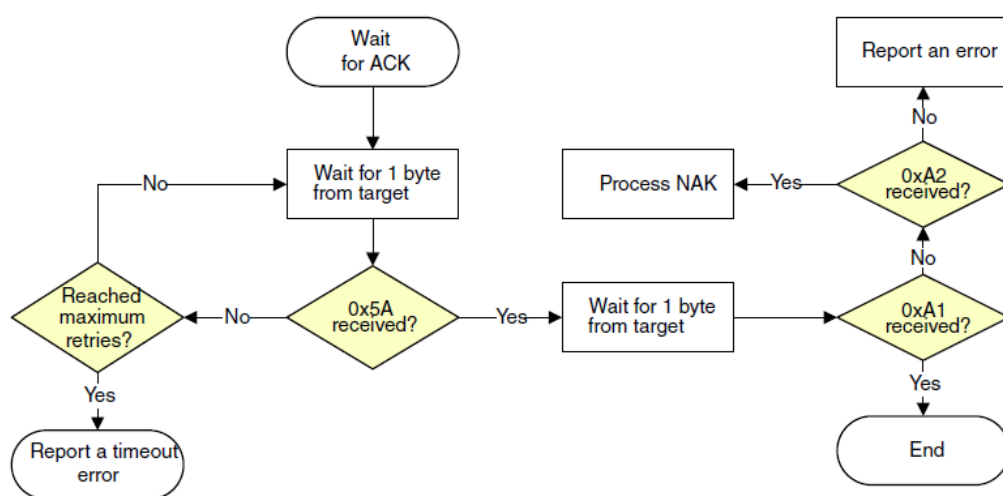 Wait
for ACK
Report an error
No
Wait for 1 byte
from target
No
Process NAK
Yes
0xA2
received?
No
Reached
maximum
retries?
No
0x5A
received?
Yes
Wait for 1 byte
from target
0xA1
received?
Yes
Yes
Report a timeout
error
End